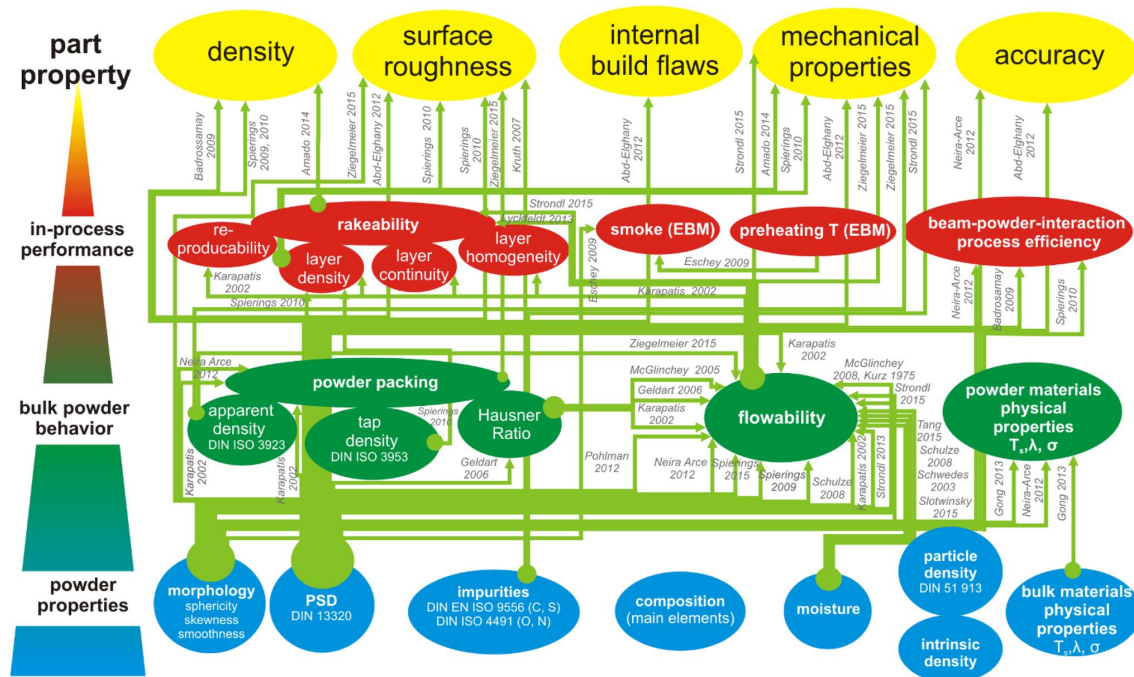 part
property
density
surface
roughness
internal
build flaws
mechanical
properties
accuracy
Badrosamay
2009
Spierings
2009, 2010
Amado 2014
Ziegelmeier 2015
Abd-Elghany 2012
Spierings 2010
Spierings
2010
Ziegelmeier 2015
Kruth 2007
Abd-Elghany
2012
Strondl 2015
Amado 2014
Spierings
2010
Abd-Elghany
2012
Ziegelmeier 2015
Ziegelmeier 2015
Strondl 2015
Neira-Arce
2012
Abd-Elghany
2012
in-process
performance
re-
producability
rakeability
layer
density
layer
continuity
layer
homogeneity
Strondl 2015
Lyckfeldt 2013
smoke (EBM)
preheating T (EBM)
beam-powder-interaction
process efficiency
Eschey 2009
Eschey 2009
Karapatis
2002
Spierings 2010
Karapatis 2002
Neira-Arce
2012
Badrosamay
2009
Spierings
2010
bulk powder
behavior
Neira Arce
2012
powder packing
apparent
density
DIN ISO 3923
tap
density
DIN ISO 3953
Spierings
2010
Hausner
Ratio
Geldart
2006
Karapatis
2002
Karapatis
2002
Ziegelmeier 2015
Karapatis
2002
McGlinchey 2005
Geldart 2006
Karapatis
2002
flowability
McGlinchey
2008, Kurz 1975
Strondl
2015
Tang
2015
Schulze
2008
Schwedes
2003
Slotwinsky
2015
Pohlman
2012
Neira Arce
2012
Spierings
2015
Spierings
2009
Schulze
2008
Karapatis 2002
Strondl 2013
powder materials
physical
properties
Ts,λ, σ
Gong 2013
Neira-Arce
2012
Gong 2013
powder
properties
morphology
sphericity
skewness
smoothness
PSD
DIN 13320
impurities
DIN EN ISO 9556 (C, S)
DIN ISO 4491 (O, N)
composition
(main elements)
moisture
particle
density
DIN 51 913
intrinsic
density
bulk materials
physical
properties
Ts,λ, σ